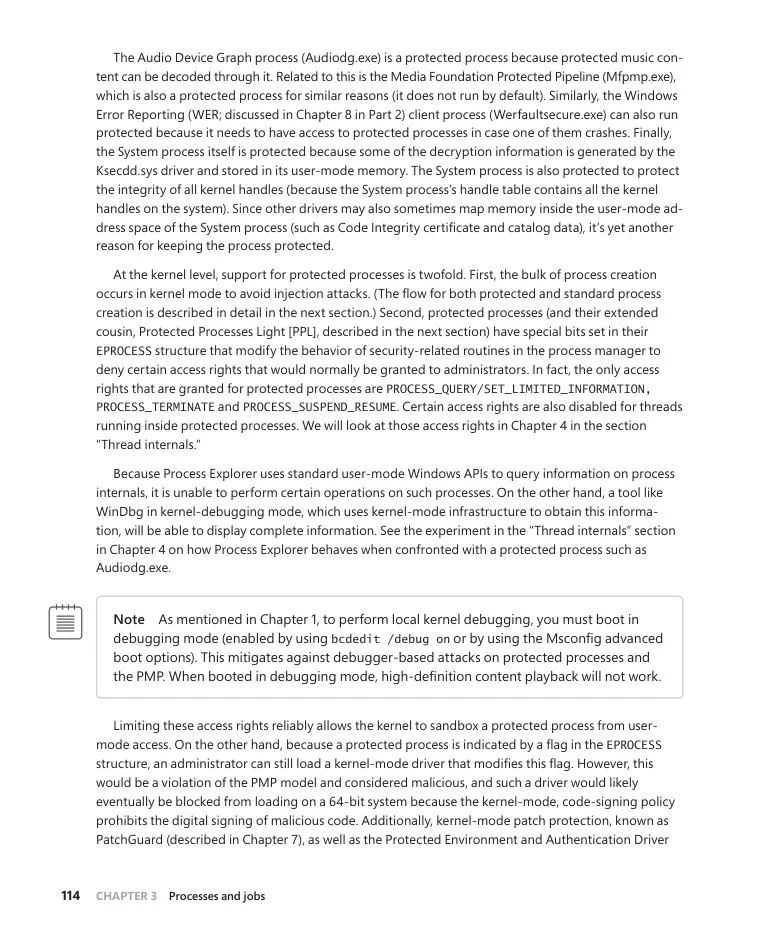 The Audio Device Graph process (Audiodg.exe) is a protected process because protected music con-
tent can be decoded through it. Related to this is the Media Foundation Protected Pipeline (Mfpmp.exe),
which is also a protected process for similar reasons (it does not run by default). Similarly, the Windows
Error Reporting (WER; discussed in Chapter 8 in Part 2) client process (Werfaultsecure.exe) can also run
protected because it needs to have access to protected processes in case one of them crashes. Finally,
the System process itself is protected because some of the decryption information is generated by the
Ksecdd.sys driver and stored in its user-mode memory. The System process is also protected to protect
the integrity of all kernel handles (because the System process’s handle table contains all the kernel
handles on the system). Since other drivers may also sometimes map memory inside the user-mode ad-
dress space of the System process (such as Code Integrity certificate and catalog data), it’s yet another
reason for keeping the process protected.
At the kernel level, support for protected processes is twofold. First, the bulk of process creation
occurs in kernel mode to avoid injection attacks. (The flow for both protected and standard process
creation is described in detail in the next section.) Second, protected processes (and their extended
cousin, Protected Processes Light [PPL], described in the next section) have special bits set in their
EPROCESS structure that modify the behavior of security-related routines in the process manager to
deny certain access rights that would normally be granted to administrators. In fact, the only access
rights that are granted for protected processes are PROCESS_QUERY/SET_LIMITED_INFORMATION,
PROCESS_TERMINATE and PROCESS_SUSPEND_RESUME. Certain access rights are also disabled for threads
running inside protected processes. We will look at those access rights in Chapter 4 in the section
“Thread internals.”
Because Process Explorer uses standard user-mode Windows APIs to query information on process
internals, it is unable to perform certain operations on such processes. On the other hand, a tool like
WinDbg in kernel-debugging mode, which uses kernel-mode infrastructure to obtain this informa-
tion, will be able to display complete information. See the experiment in the “Thread internals” section
in Chapter 4 on how Process Explorer behaves when confronted with a protected process such as
Audiodg.exe.
Note As mentioned in Chapter 1, to perform local kernel debugging, you must boot in
debugging mode (enabled by using bcdedit /debug on or by using the Msconfig advanced
boot options). This mitigates against debugger-based attacks on protected processes and
the PMP. When booted in debugging mode, high-definition content playback will not work.
Limiting these access rights reliably allows the kernel to sandbox a protected process from user-
mode access. On the other hand, because a protected process is indicated by a flag in the EPROCESS
structure, an administrator can still load a kernel-mode driver that modifies this flag. However, this
would be a violation of the PMP model and considered malicious, and such a driver would likely
eventually be blocked from loading on a 64-bit system because the kernel-mode, code-signing policy
prohibits the digital signing of malicious code. Additionally, kernel-mode patch protection, known as
PatchGuard (described in Chapter 7), as well as the Protected Environment and Authentication Driver
114 CHAPTER 3 Processes and jobs